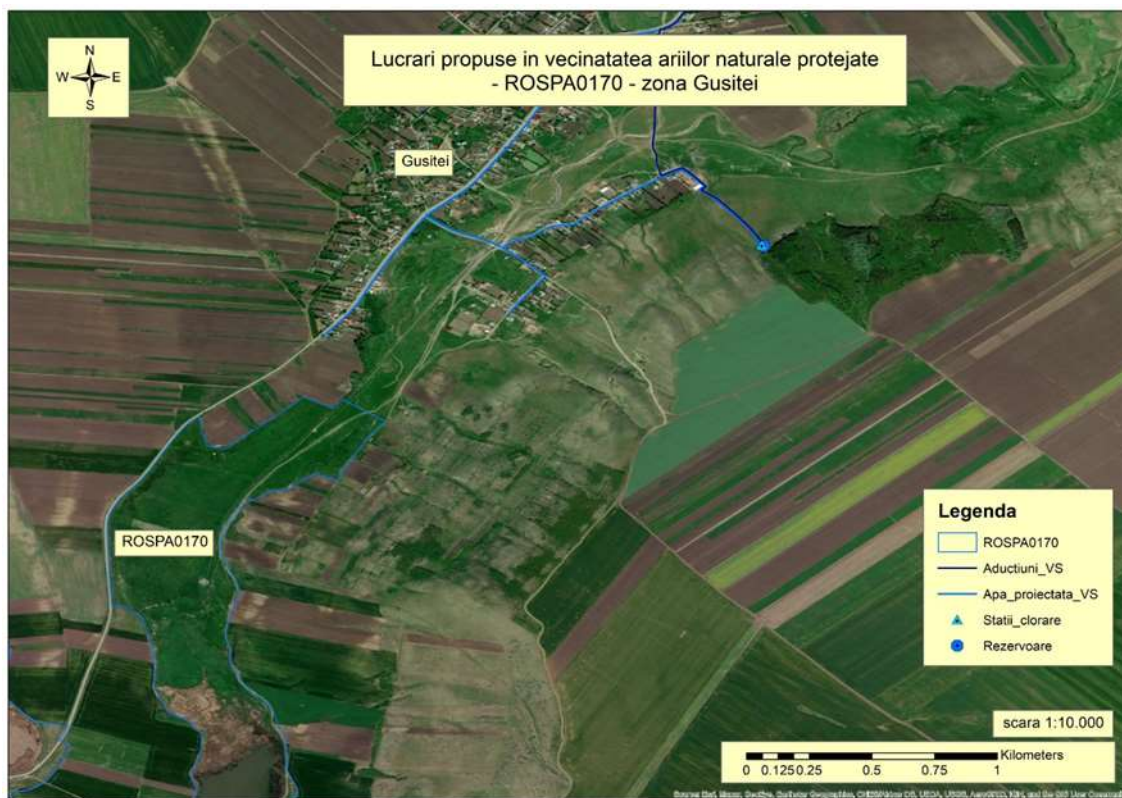 Lucrari propuse in vecinatatea ariilor naturale protejate
- ROSPA0170 - zona Gusitei
N
W E
S
Gusitei
ROSPA0170
Legenda
ROSPA0170
Aductiuni_VS
Apa_proiectata_VS
Statii_clorare
Rezervoare
scara 1:10.000
Kilometers
0 0.125 0.25 0.5 0.75 1